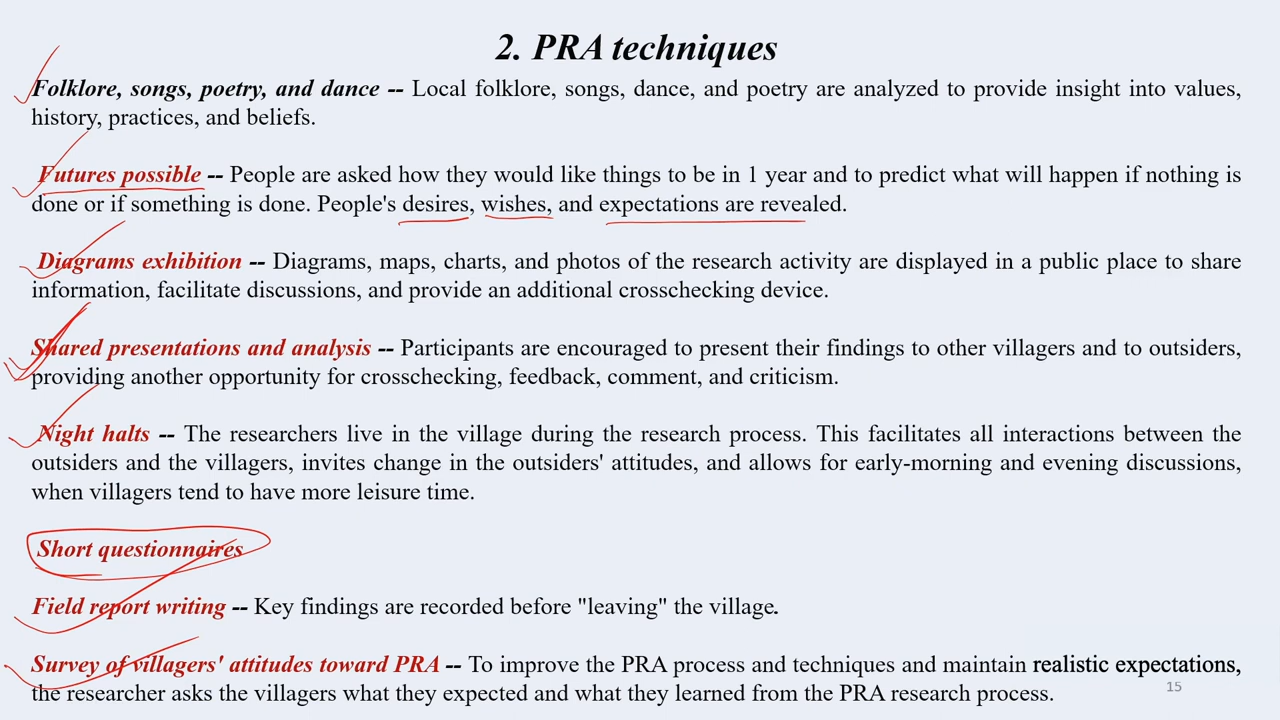 2. PRA techniques
Folklore, songs, poetry, and dance -- Local folklore, songs, dance, and poetry are analyzed to provide insight into values,
history, practices, and beliefs.
Futures possible -- People are asked how they would like things to be in 1 year and to predict what will happen if nothing is
done or if something is done. People's desires, wishes, and expectations are revealed.
Diagrams exhibition -- Diagrams, maps, charts, and photos of the research activity are displayed in a public place to share
information, facilitate discussions, and provide an additional crosschecking device.
Shared presentations and analysis -- Participants are encouraged to present their findings to other villagers and to outsiders,
providing another opportunity for crosschecking, feedback, comment, and criticism.
Night halts -- The researchers live in the village during the research process. This facilitates all interactions between the
outsiders and the villagers, invites change in the outsiders' attitudes, and allows for early-morning and evening discussions,
when villagers tend to have more leisure time.
Short questionnaires
Field report writing -- Key findings are recorded before "leaving" the village.
Survey of villagers' attitudes toward PRA -- To improve the PRA process and techniques and maintain realistic expectations,
the researcher asks the villagers what they expected and what they learned from the PRA research process.
15